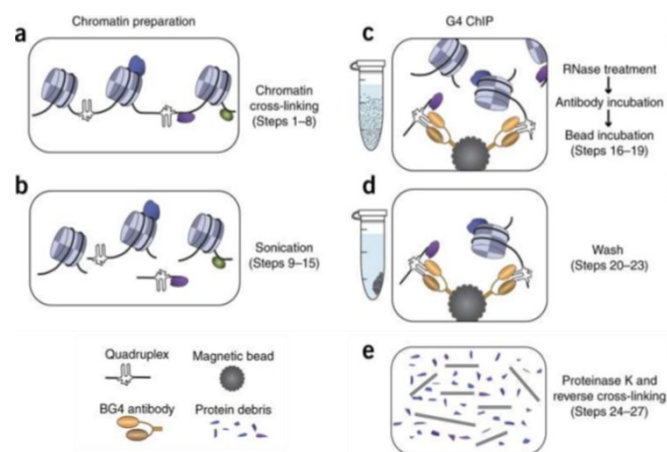 Chromatin preparation
a
Chromatin
cross-linking
(Steps 1–8)
b
Sonication
(Steps 9–15)
Quadruplex
Magnetic bead
BG4 antibody
Protein debris
G4 ChIP
c
RNase treatment
Antibody incubation
Bead incubation
(Steps 16–19)
d
Wash
(Steps 20–23)
e
Proteinase K and
reverse cross-linking
(Steps 24–27)